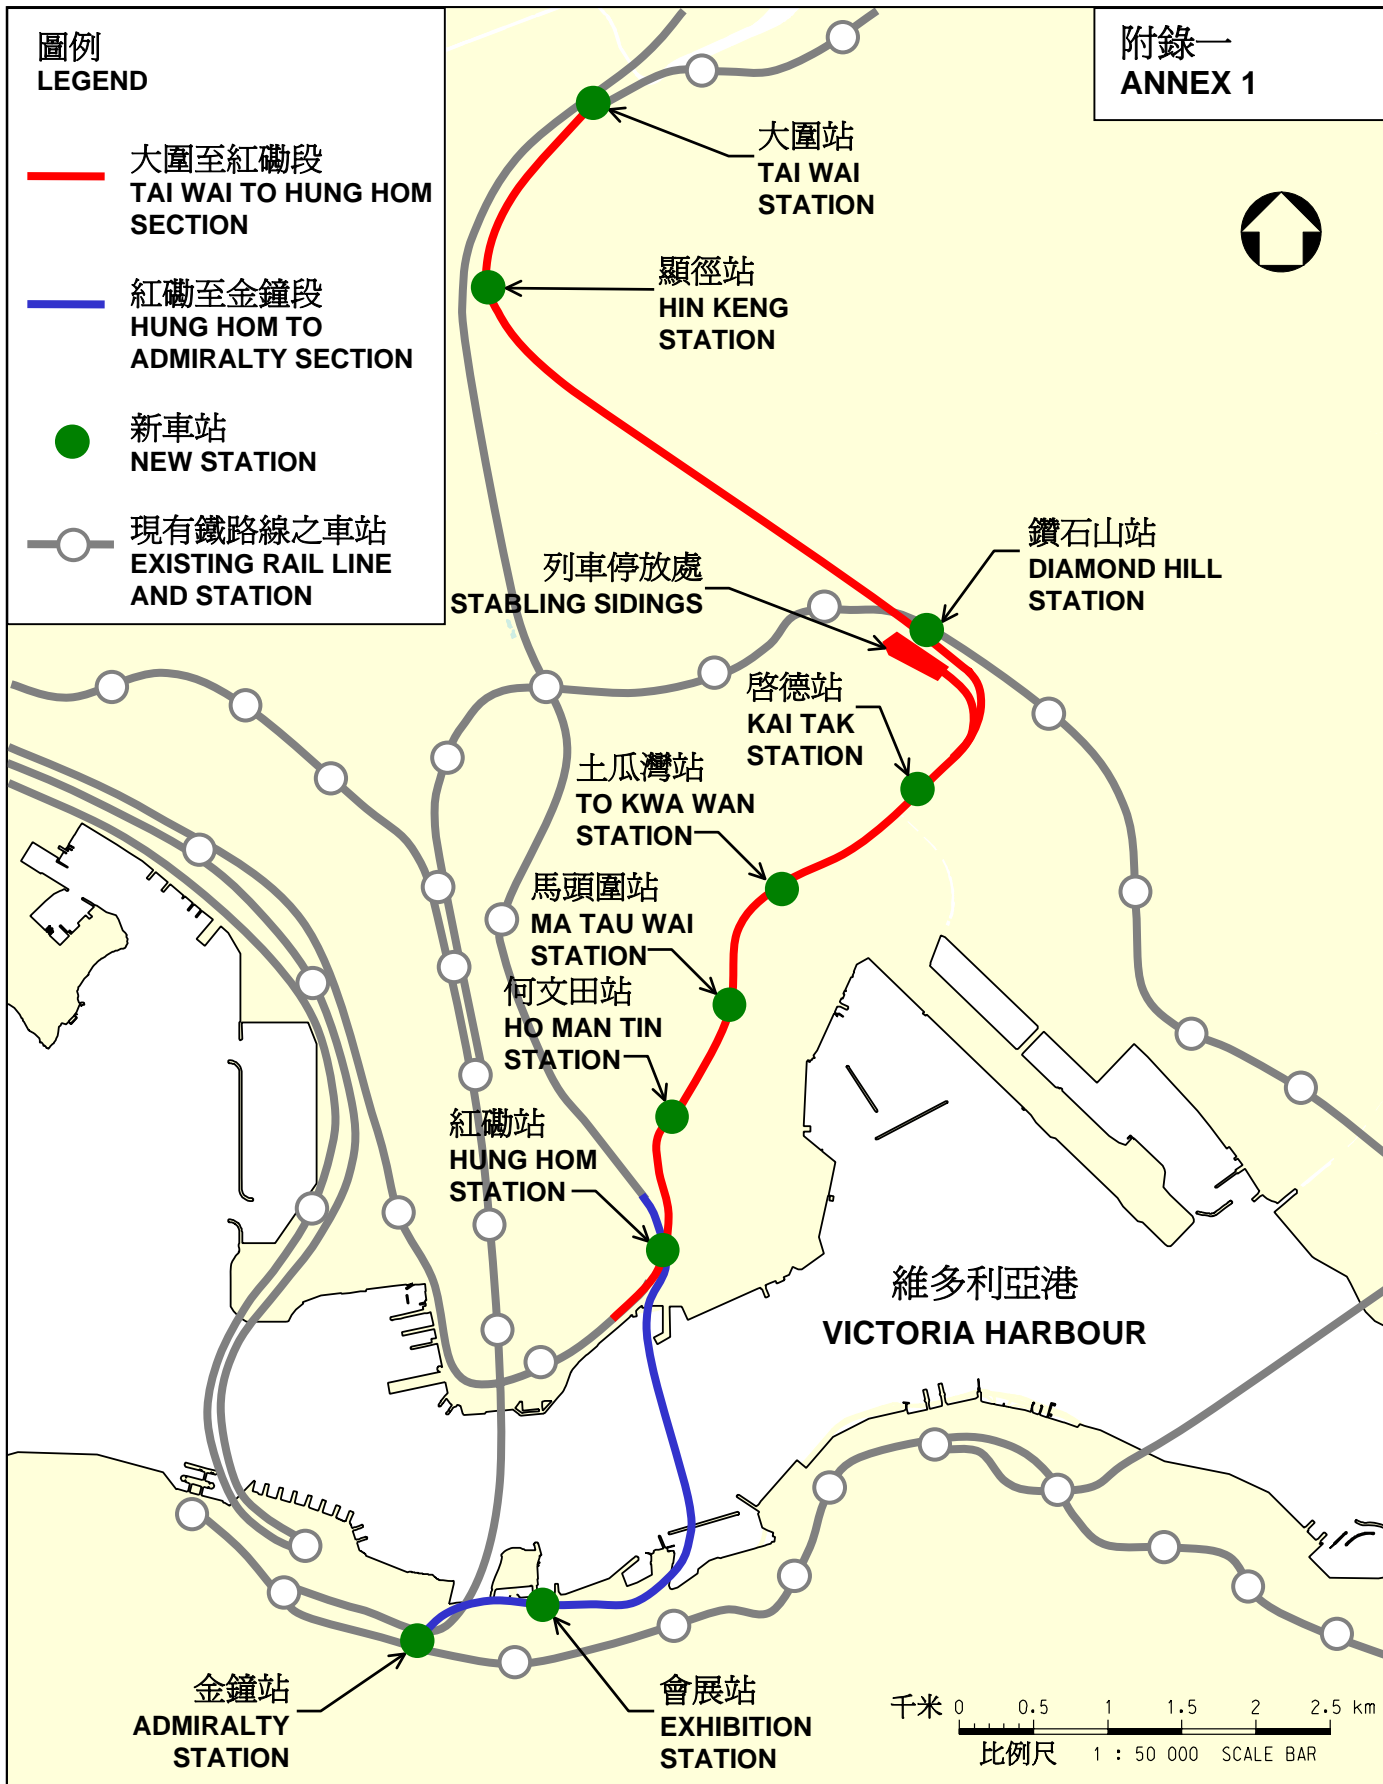 圖例
LEGEND
大圍至紅磡段
TAI WAI TO HUNG HOM
SECTION
紅磡至金鐘段
HUNG HOM TO
ADMIRALTY SECTION
新車站
NEW STATION
現有鐵路線之車站
EXISTING RAIL LINE
AND STATION
附錄一
ANNEX 1
大圍站
TAI WAI
STATION
顯徑站
HIN KENG
STATION
鑽石山站
DIAMOND HILL
STATION
列車停放處
STABLING SIDINGS
啓德站
KAI TAK
STATION
土瓜灣站
TO KWA WAN
STATION
馬頭圍站
MA TAU WAI
STATION
何文田站
HO MAN TIN
STATION
紅磡站
HUNG HOM
STATION
維多利亞港
VICTORIA HARBOUR
金鐘站
ADMIRALTY
STATION
會展站
EXHIBITION
STATION
千米 0 0.5 1 1.5 2 2.5 km
比例尺 1 : 50 000 SCALE BAR